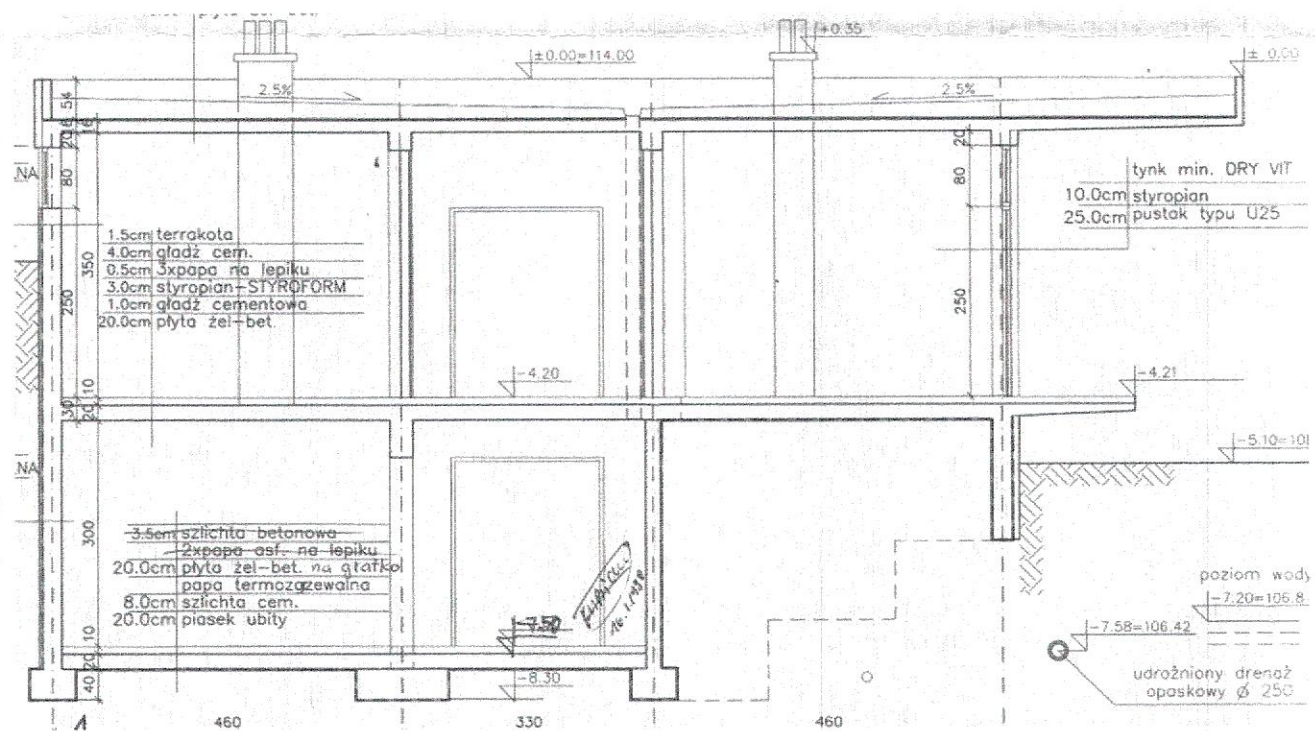 +0.35
±0.00=114.00
± 0.00
2.5%
2.5%
54
16
16
20
20
NA
80
80
tynk min. DRY VIT
10.0cm styropian
25.0cm pustak typu U25
1.5cm terrakota
4.0cm gładź cem.
0.5cm 3xpapa na lepiku
3.0cm styropian-STYROFORM
1.0cm gładź cementowa
20.0cm płyta żel-bet.
350
250
250
-4.20
-4.21
10
30
20
-5.10=
NA
300
3.5cm szlichta betonowa
2xpapa asf. na lepiku
20.0cm płyta żel-bet. na grafkol
papa termozgrzewalna
8.0cm szlichta cem.
20.0cm piasek ubity
poziom wody
-7.20=106.8
-7.50
-7.58=106.42
10
20
40
-8.30
udrożniony drenaż
opaskowy Ø 250
460
330
460